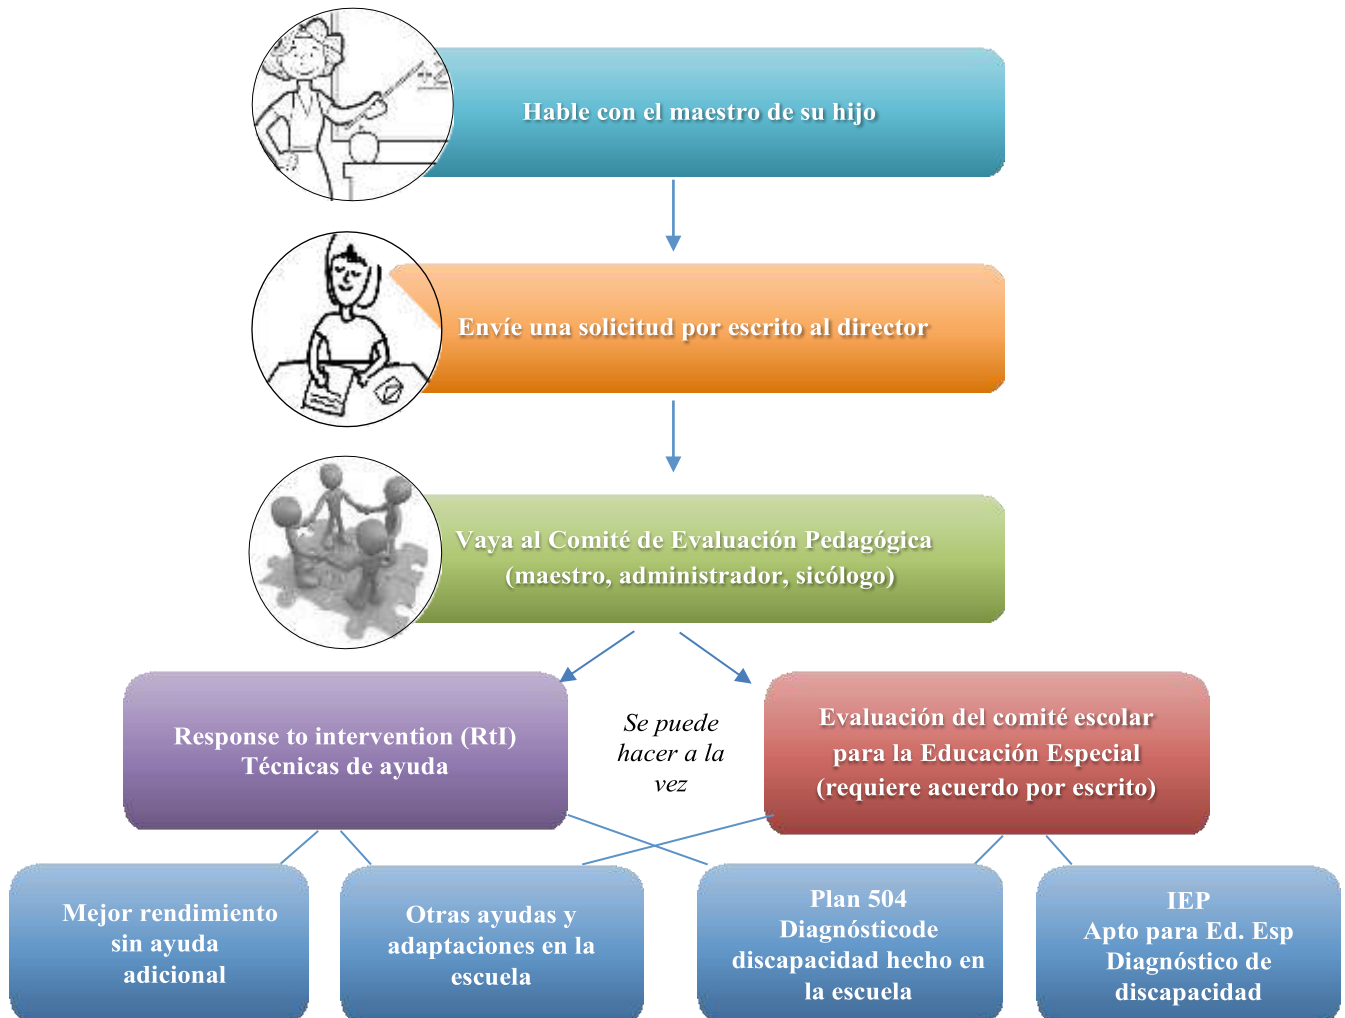 Hable con el maestro de su hijo
Envíe una solicitud por escrito al director
Vaya al Comité de Evaluación Pedagógica
(maestro, administrador, sicólogo)
Response to intervention (RtI)
Técnicas de ayuda
Se puede
hacer a la
vez
Evaluación del comité escolar
para la Educación Especial
(requiere acuerdo por escrito)
Mejor rendimiento
sin ayuda
adicional
Otras ayudas y
adaptaciones en la
escuela
Plan 504
Diagnósticode
discapacidad hecho en
la escuela
IEP
Apto para Ed. Esp
Diagnóstico de
discapacidad